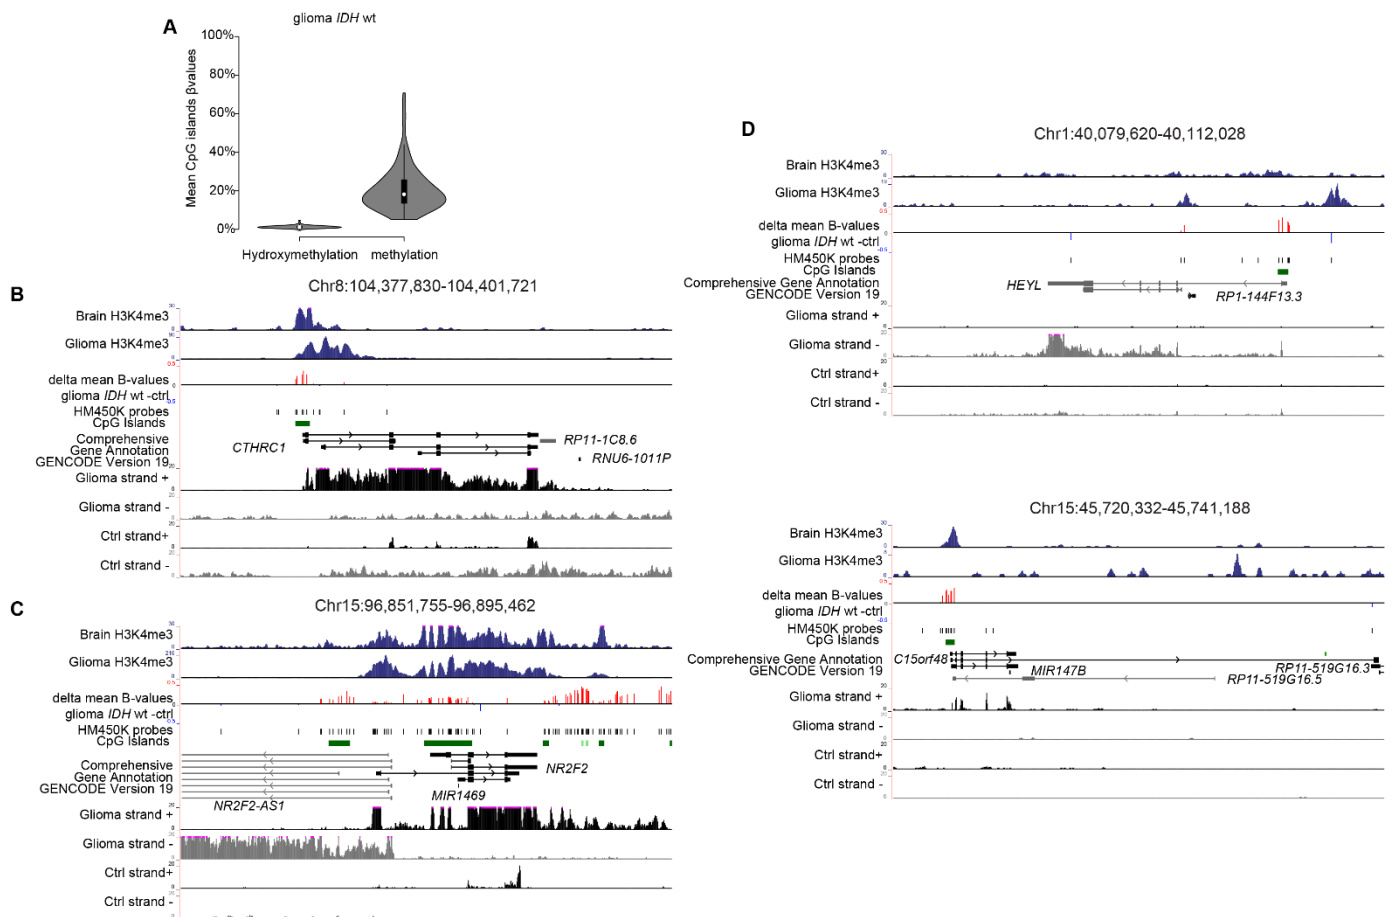 A
glioma IDH wt
Mean CpG islands βvalues
100%
80%
60%
40%
20%
0%
Hydroxymethylation methylation
B
Chr8:104,377,830-104,401,721
Brain H3K4me3
Glioma H3K4me3
delta mean B-values
glioma IDH wt -ctrl
HM450K probes
CpG Islands
Comprehensive
Gene Annotation
GENCODE Version 19
CTHRC1
RP11-1C8.6
RNU6-1011P
Glioma strand +
Glioma strand -
Ctrl strand+
Ctrl strand -
C
Chr15:96,851,755-96,895,462
Brain H3K4me3
Glioma H3K4me3
delta mean B-values
glioma IDH wt -ctrl
HM450K probes
CpG Islands
Comprehensive
Gene Annotation
GENCODE Version 19
NR2F2
MIR1469
NR2F2-AS1
Glioma strand +
Glioma strand -
Ctrl strand+
Ctrl strand -
D
Chr1:40,079,620-40,112,028
Brain H3K4me3
Glioma H3K4me3
delta mean B-values
glioma IDH wt -ctrl
HM450K probes
CpG Islands
Comprehensive Gene Annotation
GENCODE Version 19
HEYL
RP1-144F13.3
Glioma strand +
Glioma strand -
Ctrl strand+
Ctrl strand -
Chr15:45,720,332-45,741,188
Brain H3K4me3
Glioma H3K4me3
delta mean B-values
glioma IDH wt -ctrl
HM450K probes
CpG Islands
Comprehensive Gene Annotation
GENCODE Version 19
C15orf48
MIR147B
RP11-519G16.3
RP11-519G16.5
Glioma strand +
Glioma strand -
Ctrl strand+
Ctrl strand -